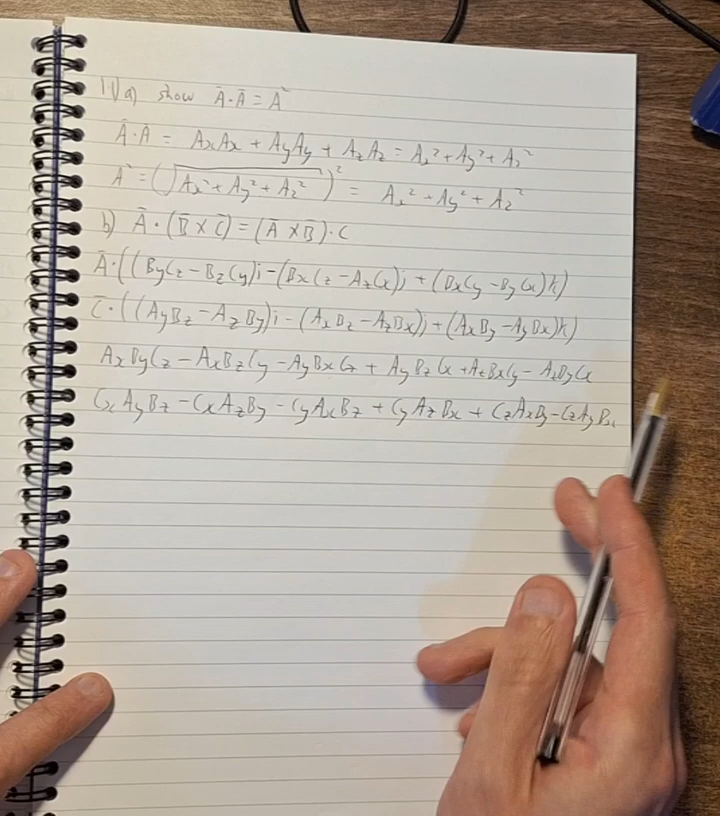 1.1) a) show Ā·Ā = A²
Ā·Ā = AxAx + AyAy + AzAz = Ax² + Ay² + Az²
A² = (√(Ax² + Ay² + Az²))² = Ax² + Ay² + Az²
b) Ā·(B̄ × C̄) = (Ā × B̄)·C
Ā·((ByCz − BzCy)i − (BxCz − AzCx)j + (BxCy − ByCx)k)
C̄·((AyBz − AzBy)i − (AxBz − AzBx)j + (AxBy − AyBx)k)
AxByCz − AxBzCy − AyBxCz + AyBzCx + AzBxCy − AzByCx
CxAyBz − CxAzBy − CyAxBz + CyAzBx + CzAxBy − CzAyBx